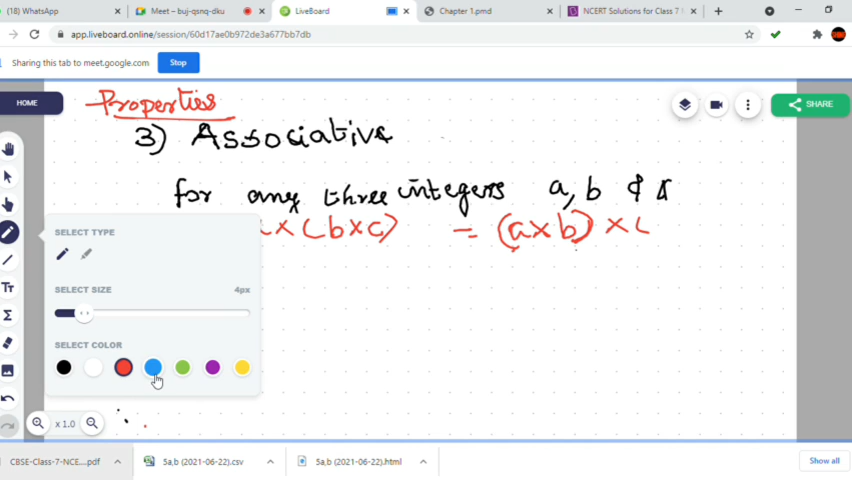 (18) WhatsApp
Meet – buj-qsnq-dku
LiveBoard
Chapter 1.pmd
NCERT Solutions for Class 7 M
app.liveboard.online/session/60d17ae0b972de3a677bb7db
Sharing this tab to meet.google.com
Stop
HOME
SHARE
Properties
3) Associative
for any three integers a, b &
x (b x c) = (a x b) x c
SELECT TYPE
SELECT SIZE
4px
SELECT COLOR
x 1.0
CBSE-Class-7-NCE....pdf
5a,b (2021-06-22).csv
5a,b (2021-06-22).html
Show all